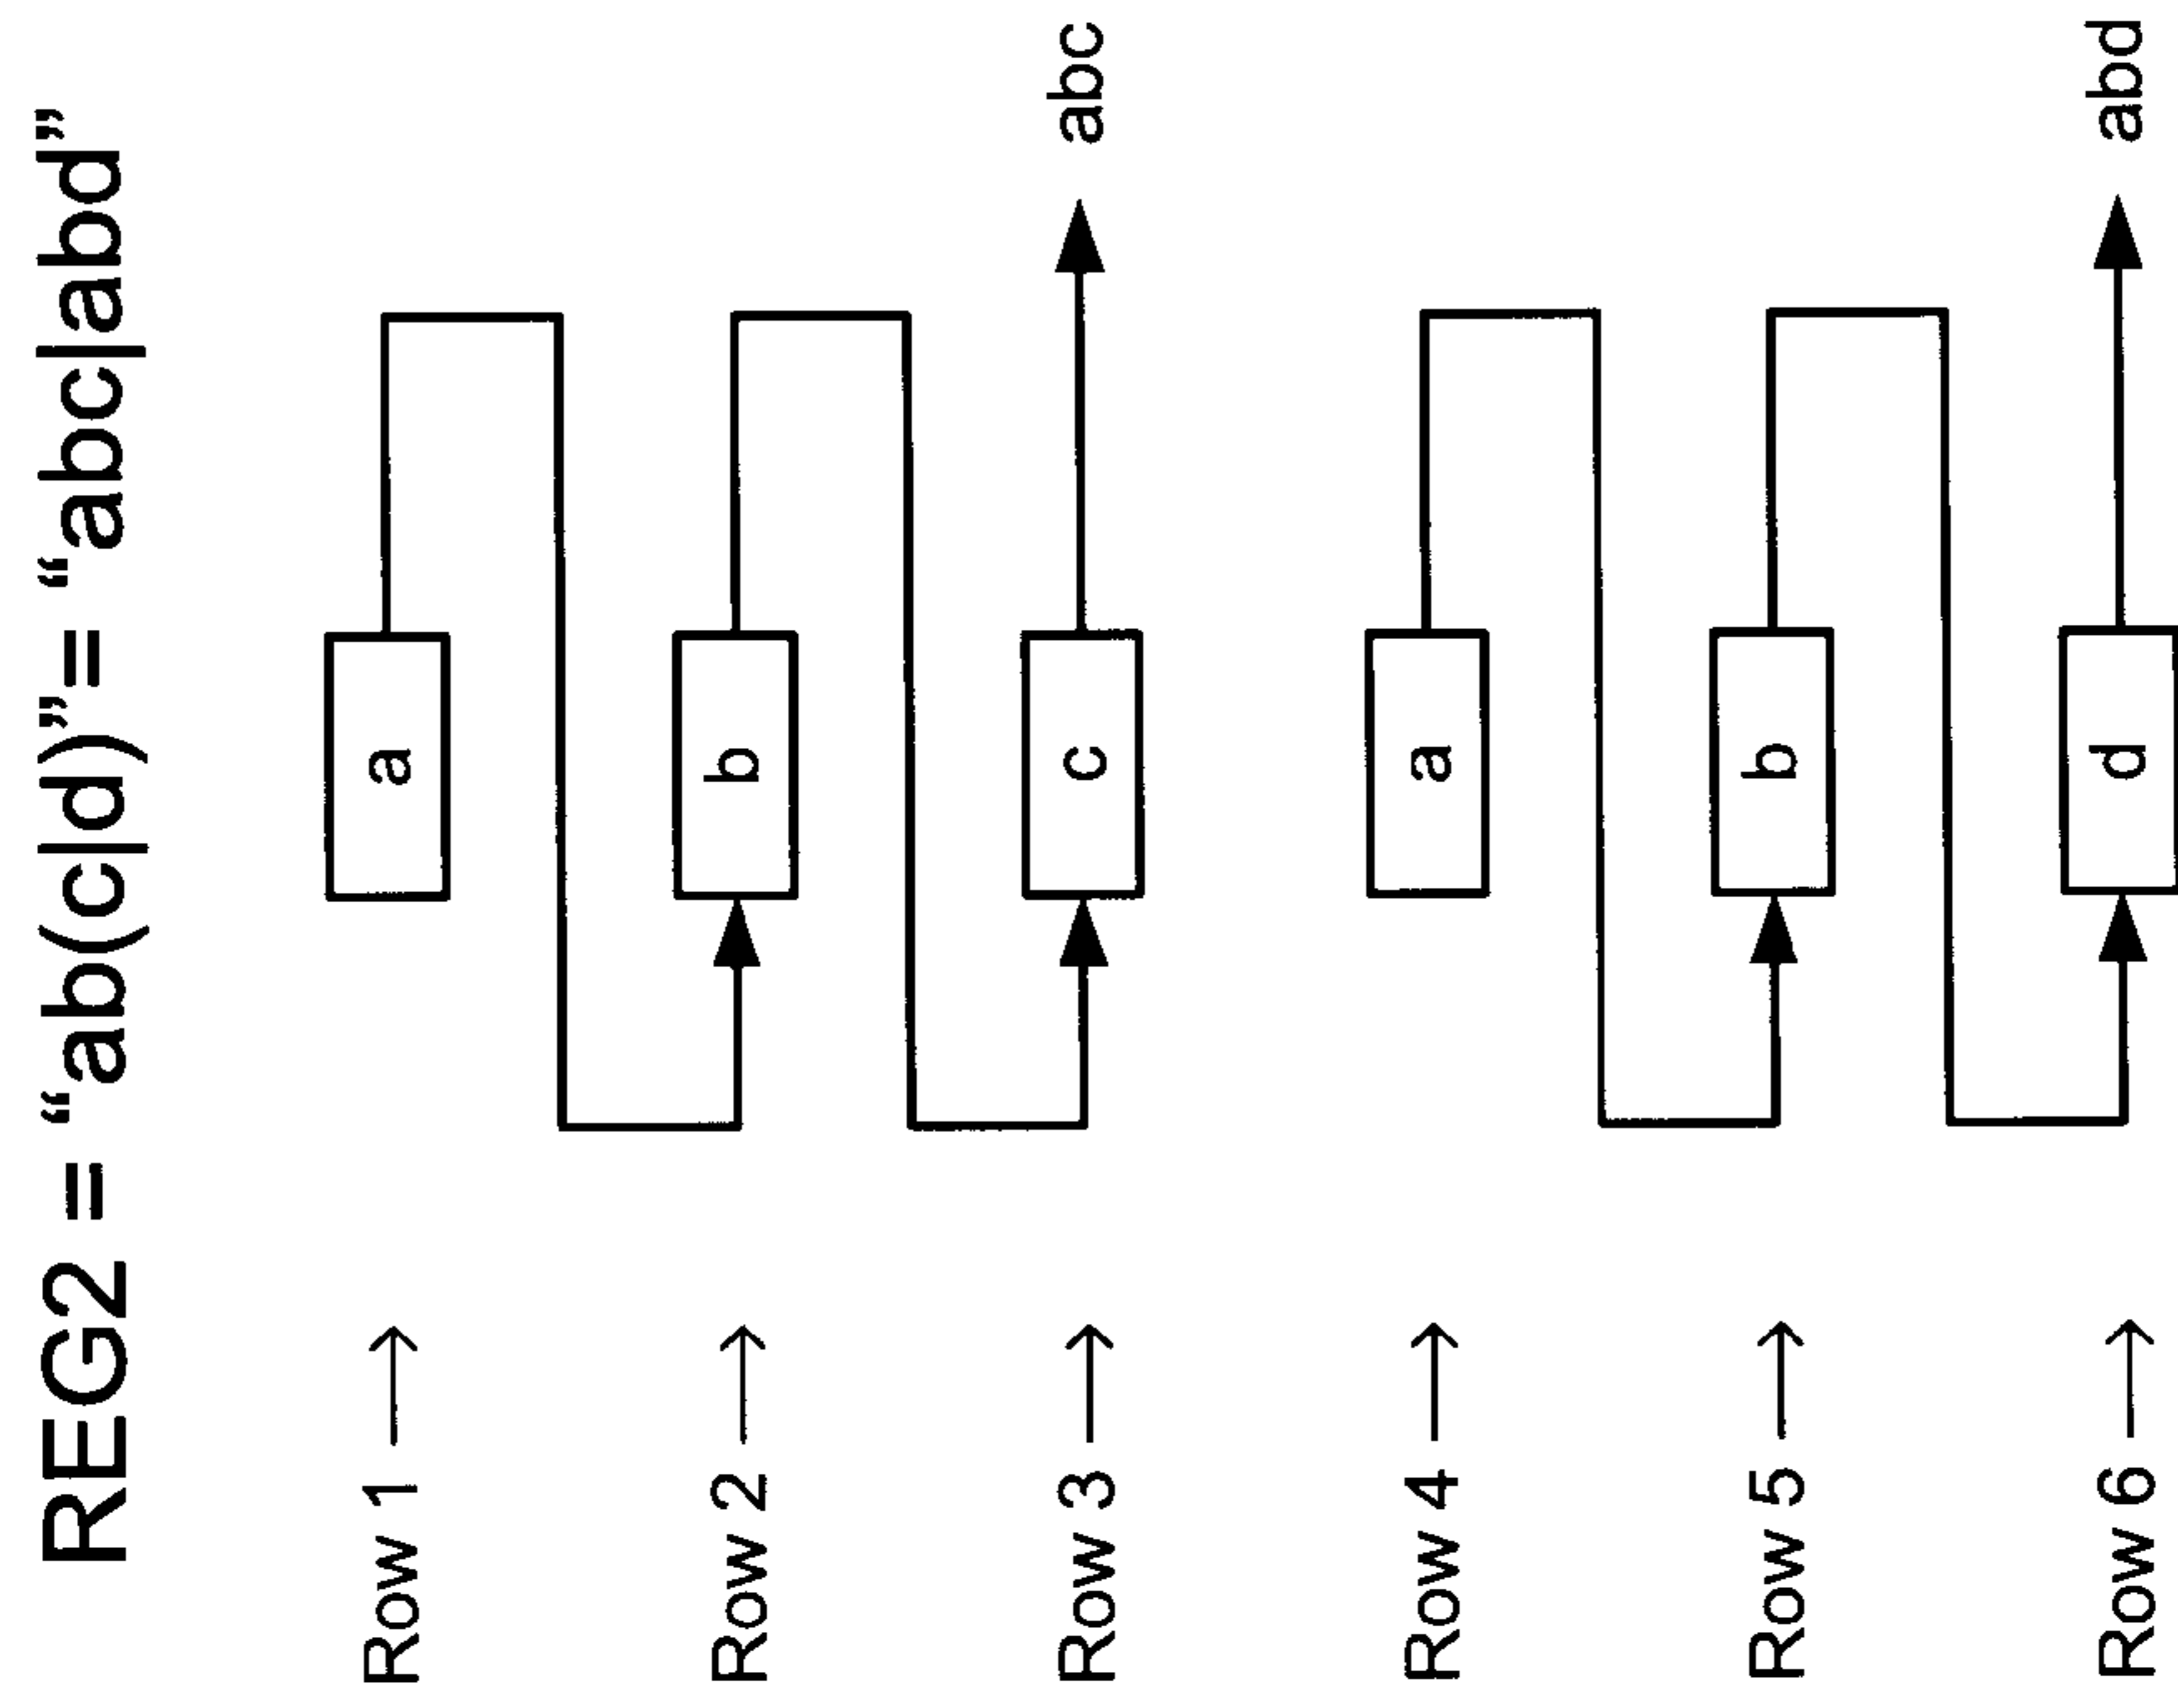 REG2 = “ab(c|d)”= “abc|abd”
Row 1 → a
Row 2 → b
Row 3 → c abc
Row 4 → a
Row 5 → b
Row 6 → d abd